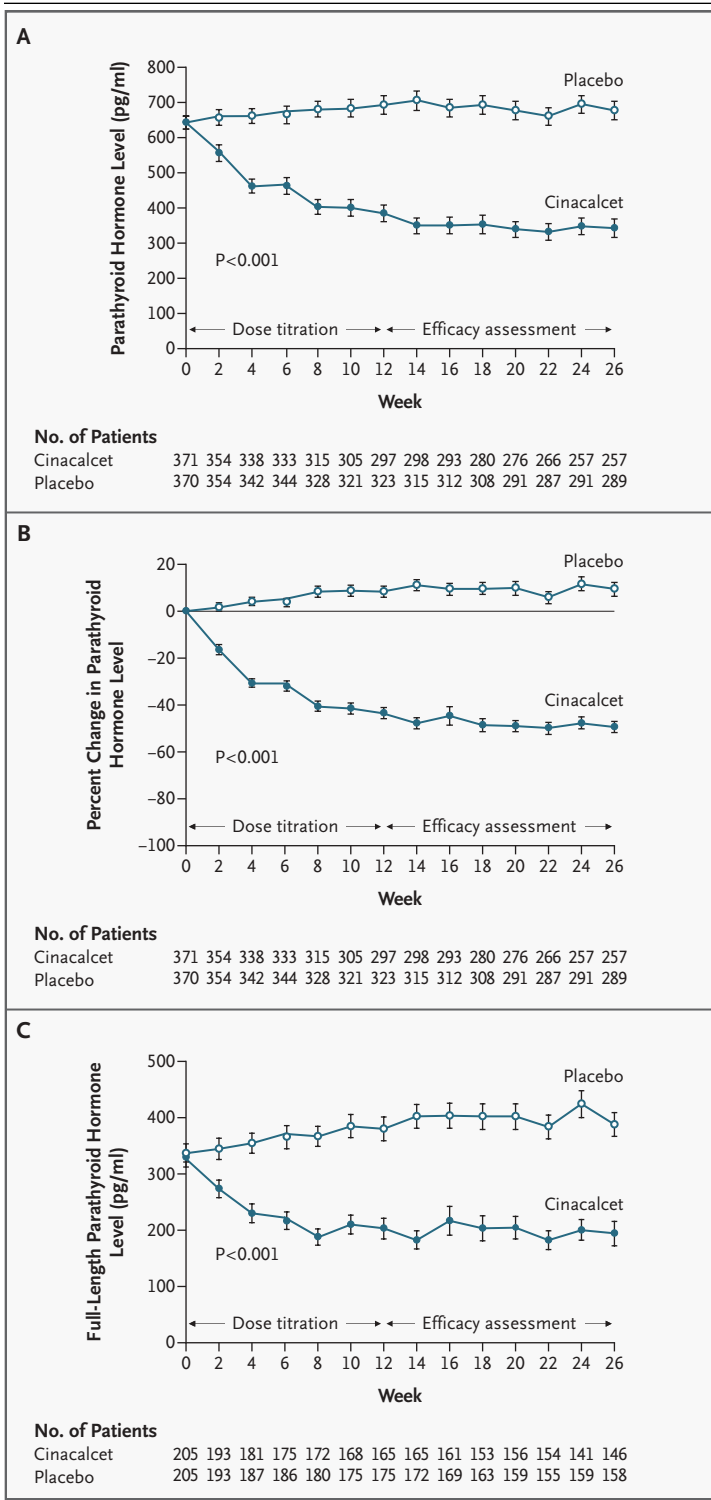 A
800
700
600
500
400
300
200
100
0
Parathyroid Hormone Level (pg/ml)
Placebo
Cinacalcet
P<0.001
Dose titration
Efficacy assessment
0 2 4 6 8 10 12 14 16 18 20 22 24 26
Week
No. of Patients
Cinacalcet 371 354 338 333 315 305 297 298 293 280 276 266 257 257
Placebo 370 354 342 344 328 321 323 315 312 308 291 287 291 289
B
20
0
−20
−40
−60
−80
−100
Percent Change in Parathyroid
Hormone Level
Placebo
Cinacalcet
P<0.001
Dose titration
Efficacy assessment
0 2 4 6 8 10 12 14 16 18 20 22 24 26
Week
No. of Patients
Cinacalcet 371 354 338 333 315 305 297 298 293 280 276 266 257 257
Placebo 370 354 342 344 328 321 323 315 312 308 291 287 291 289
C
500
400
300
200
100
0
Full-Length Parathyroid Hormone
Level (pg/ml)
Placebo
Cinacalcet
P<0.001
Dose titration
Efficacy assessment
0 2 4 6 8 10 12 14 16 18 20 22 24 26
Week
No. of Patients
Cinacalcet 205 193 181 175 172 168 165 165 161 153 156 154 141 146
Placebo 205 193 187 186 180 175 175 172 169 163 159 155 159 158